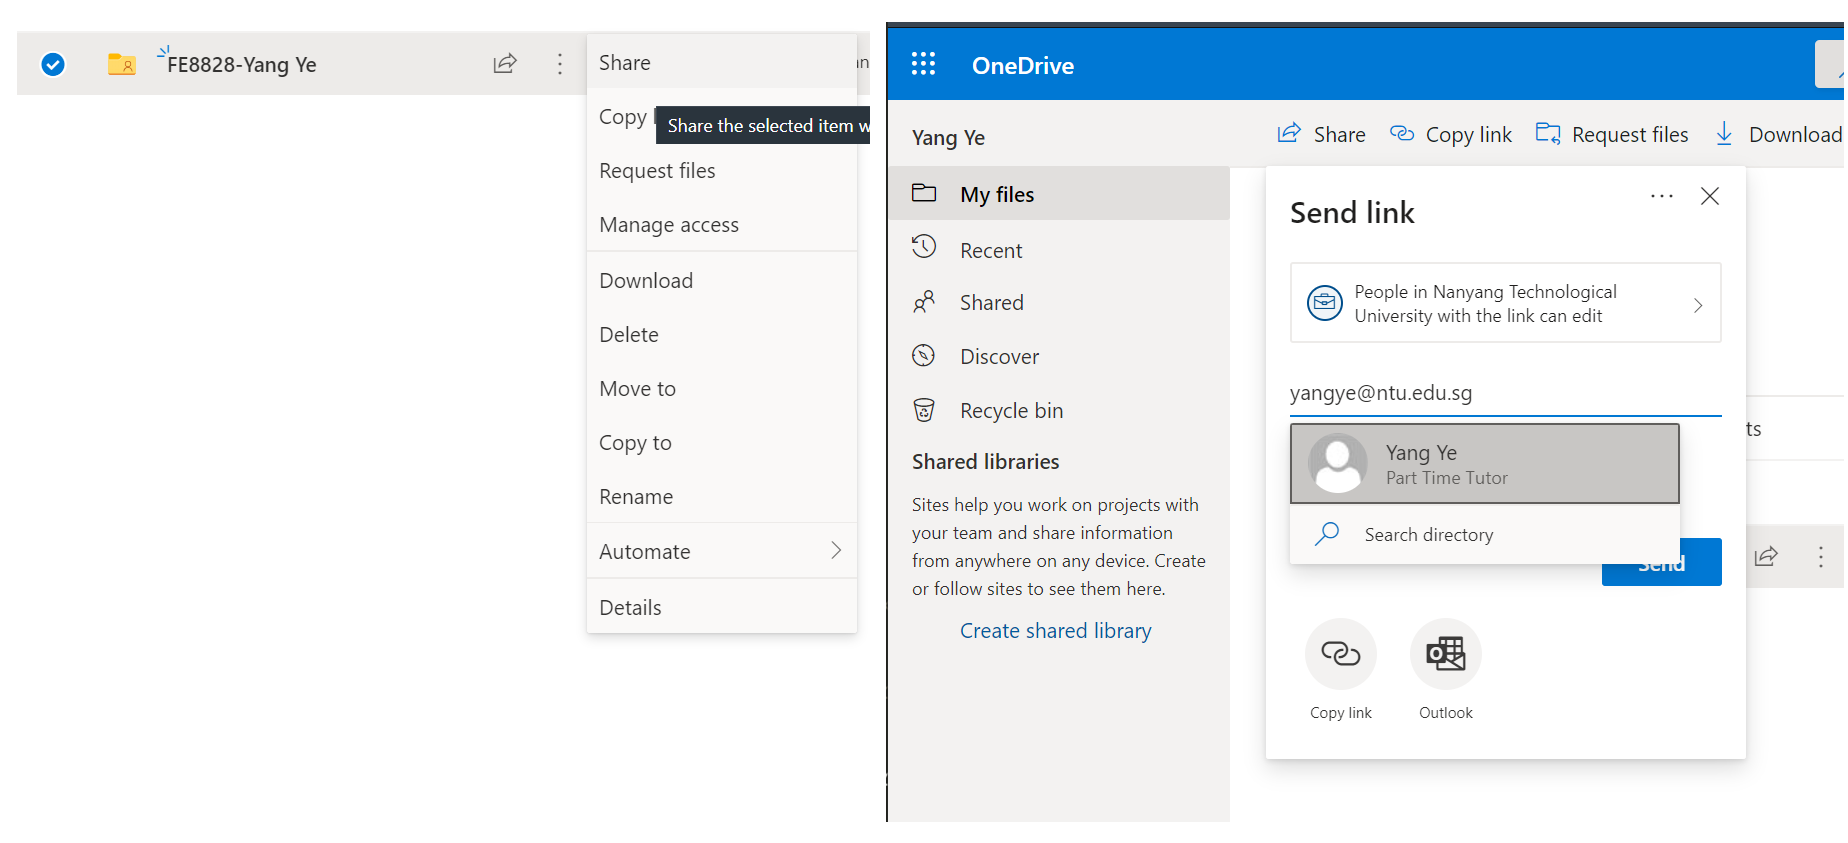 FE8828-Yang Ye
Share
Copy
Share the selected item w
Request files
Manage access
Download
Delete
Move to
Copy to
Rename
Automate
Details
OneDrive
Yang Ye
Share
Copy link
Request files
Download
My files
Recent
Shared
Discover
Recycle bin
Shared libraries
Sites help you work on projects with
your team and share information
from anywhere on any device. Create
or follow sites to see them here.
Create shared library
Send link
People in Nanyang Technological
University with the link can edit
yangye@ntu.edu.sg
Yang Ye
Part Time Tutor
Search directory
Send
Copy link
Outlook
ts